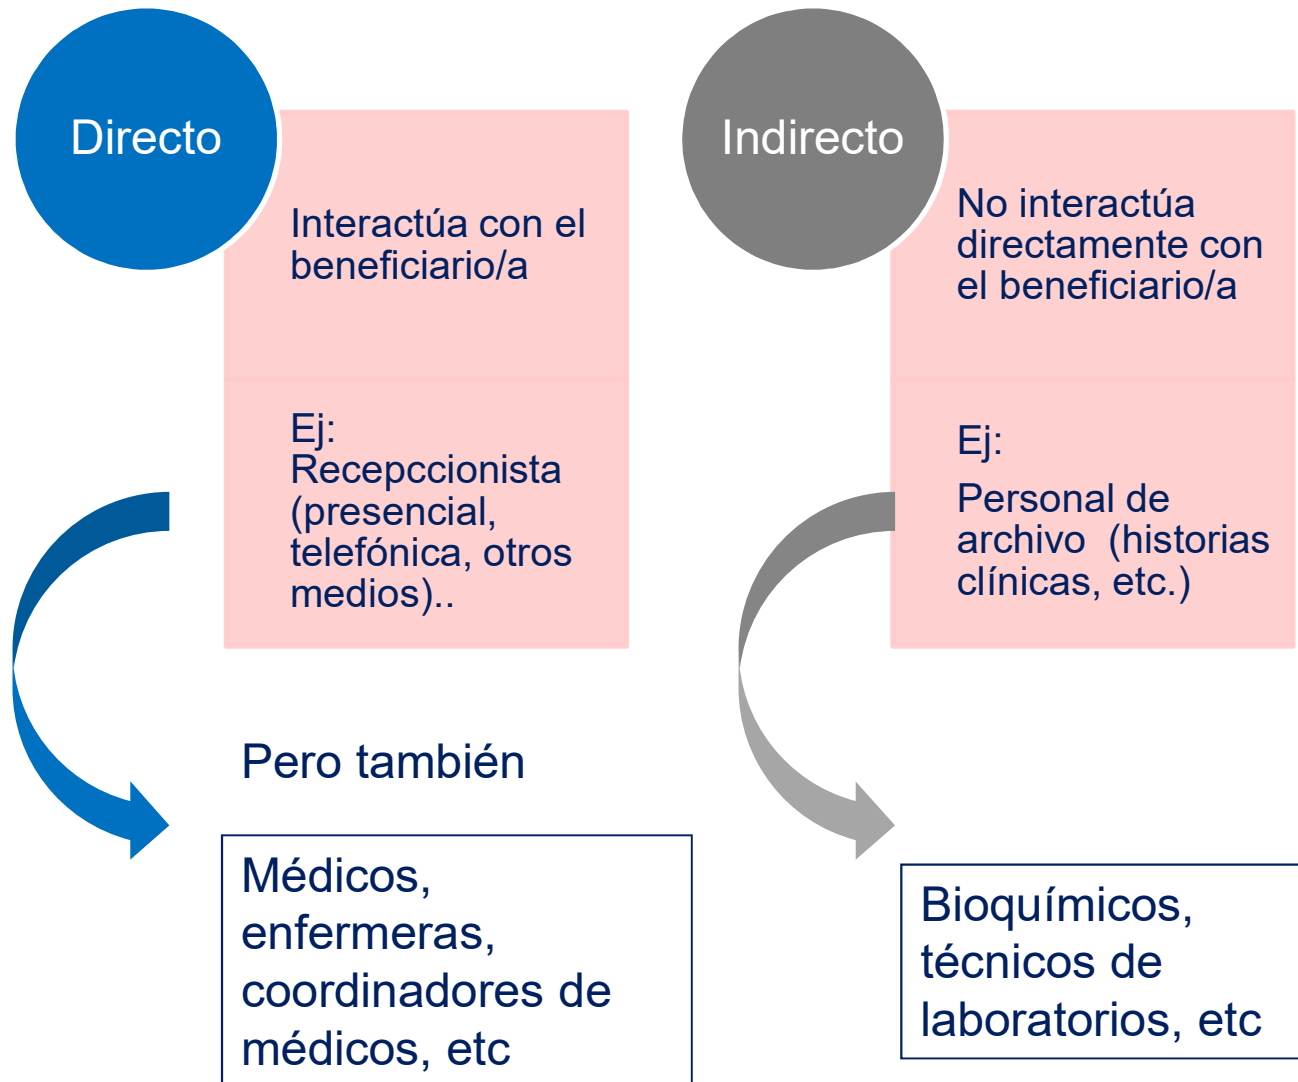 Directo
Interactúa con el
beneficiario/a
Ej:
Recepccionista
(presencial,
telefónica, otros
medios)..
Pero también
Médicos,
enfermeras,
coordinadores de
médicos, etc
Indirecto
No interactúa
directamente con
el beneficiario/a
Ej:
Personal de
archivo  (historias
clínicas, etc.)
Bioquímicos,
técnicos de
laboratorios, etc